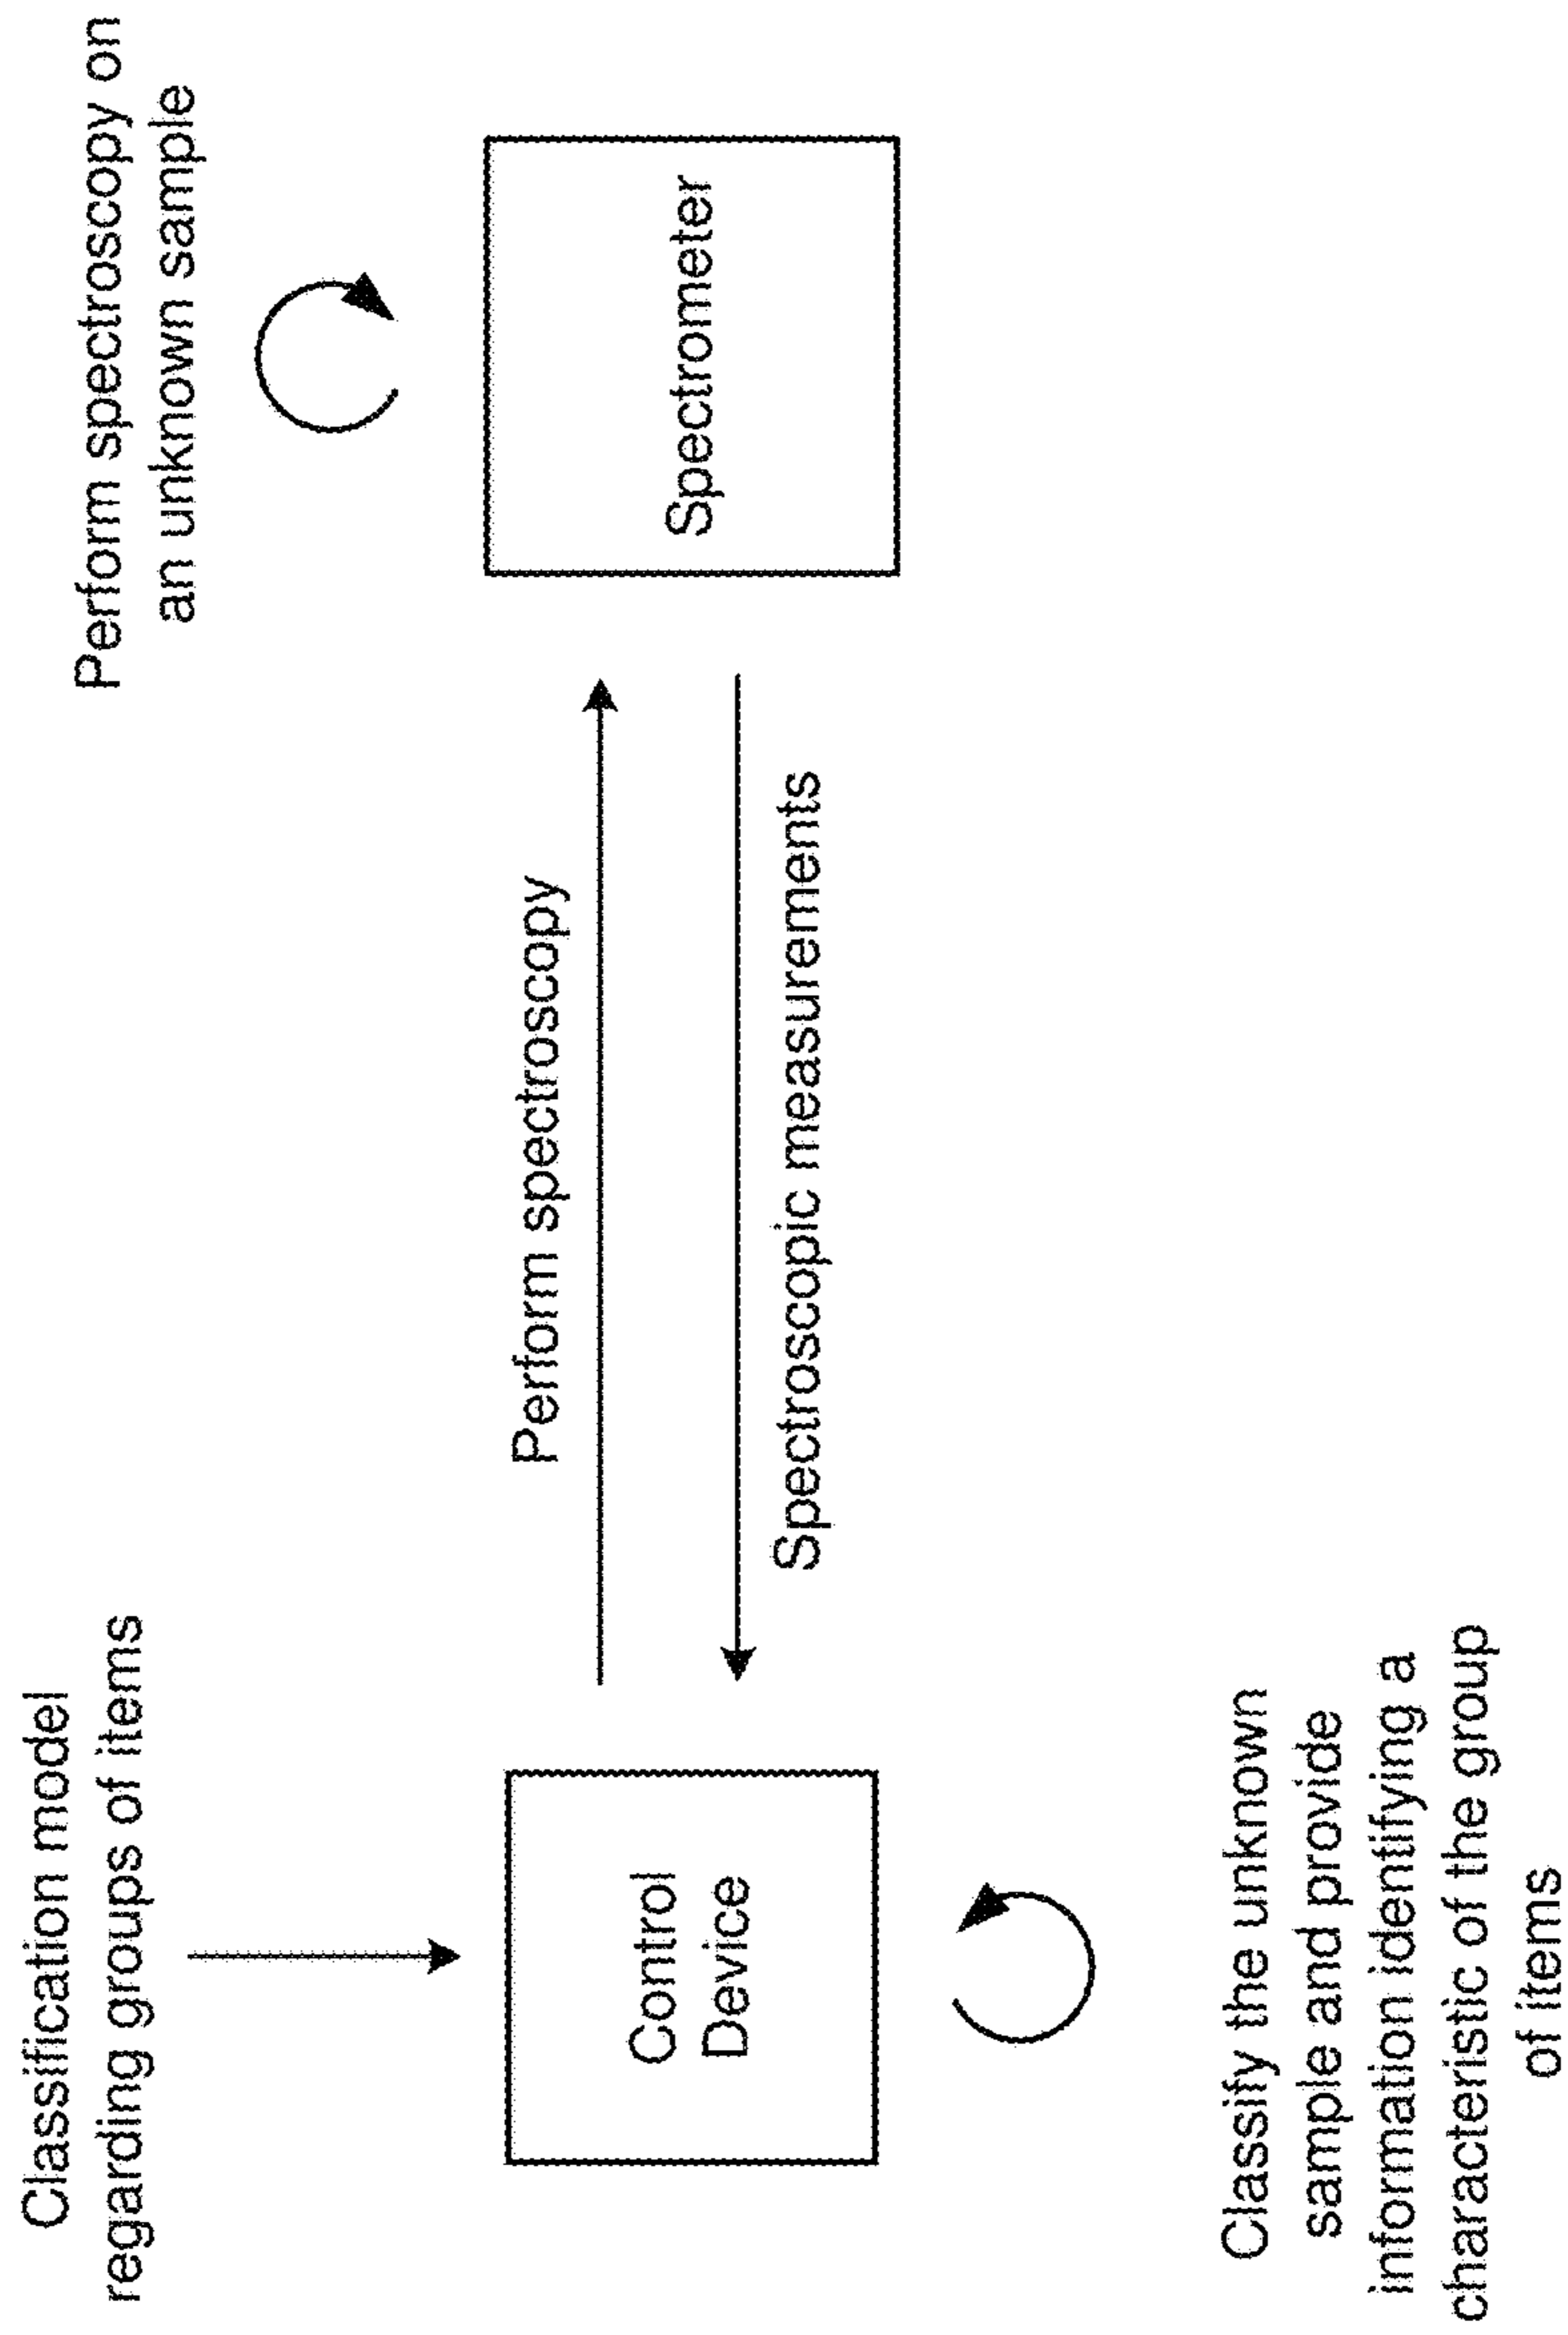 Classification model
regarding groups of items
Control
Device
Classify the unknown
sample and provide
information identifying a
characteristic of the group
of items
Perform spectroscopy
Spectroscopic measurements
Perform spectroscopy on
an unknown sample
Spectrometer